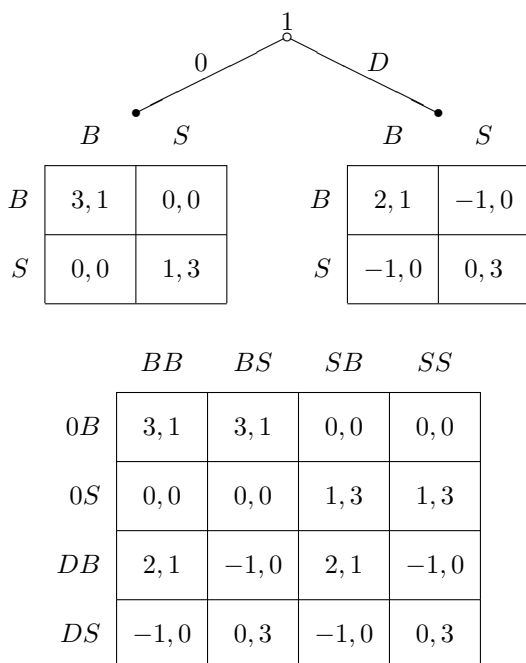 1
0 D
B S B S
B 3, 1 0, 0 B 2, 1 −1, 0
S 0, 0 1, 3 S −1, 0 0, 3
BB BS SB SS
0B 3, 1 3, 1 0, 0 0, 0
0S 0, 0 0, 0 1, 3 1, 3
DB 2, 1 −1, 0 2, 1 −1, 0
DS −1, 0 0, 3 −1, 0 0, 3